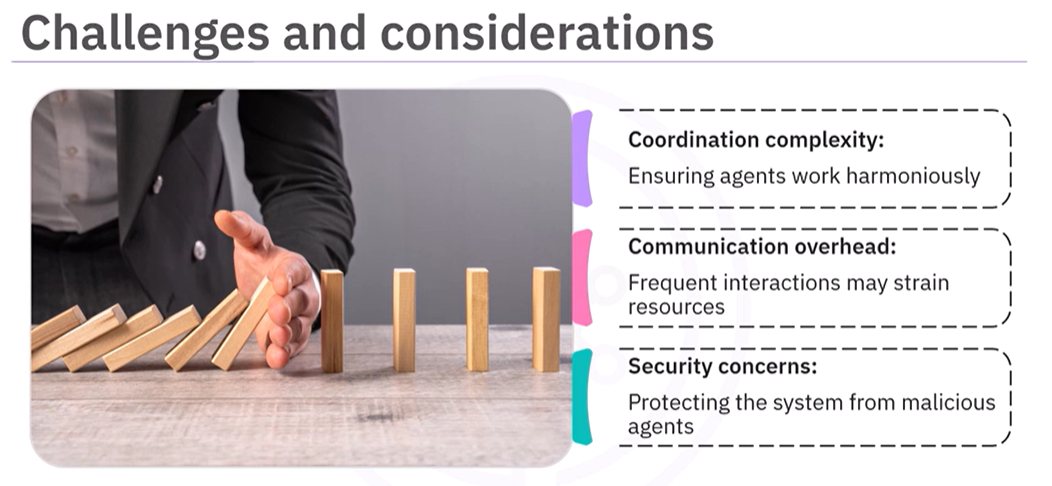 Challenges and considerations
Coordination complexity:
Ensuring agents work harmoniously
Communication overhead:
Frequent interactions may strain
resources
Security concerns:
Protecting the system from malicious
agents